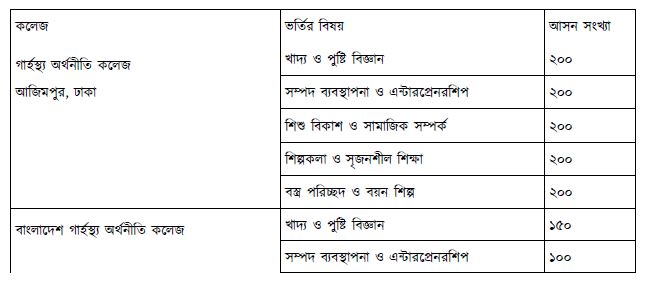 কলেজ ভর্তির বিষয় আসন সংখ্যা
গার্হস্থ্য অর্থনীতি কলেজ
আজিমপুর, ঢাকা
খাদ্য ও পুষ্টি বিজ্ঞান ২০০
সম্পদ ব্যবস্থাপনা ও এন্টারপ্রেনরশিপ ২০০
শিশু বিকাশ ও সামাজিক সম্পর্ক ২০০
শিল্পকলা ও সৃজনশীল শিক্ষা ২০০
বস্ত্র পরিচ্ছদ ও বয়ন শিল্প ২০০
বাংলাদেশ গার্হস্থ্য অর্থনীতি কলেজ
খাদ্য ও পুষ্টি বিজ্ঞান ১৫০
সম্পদ ব্যবস্থাপনা ও এন্টারপ্রেনরশিপ ১০০